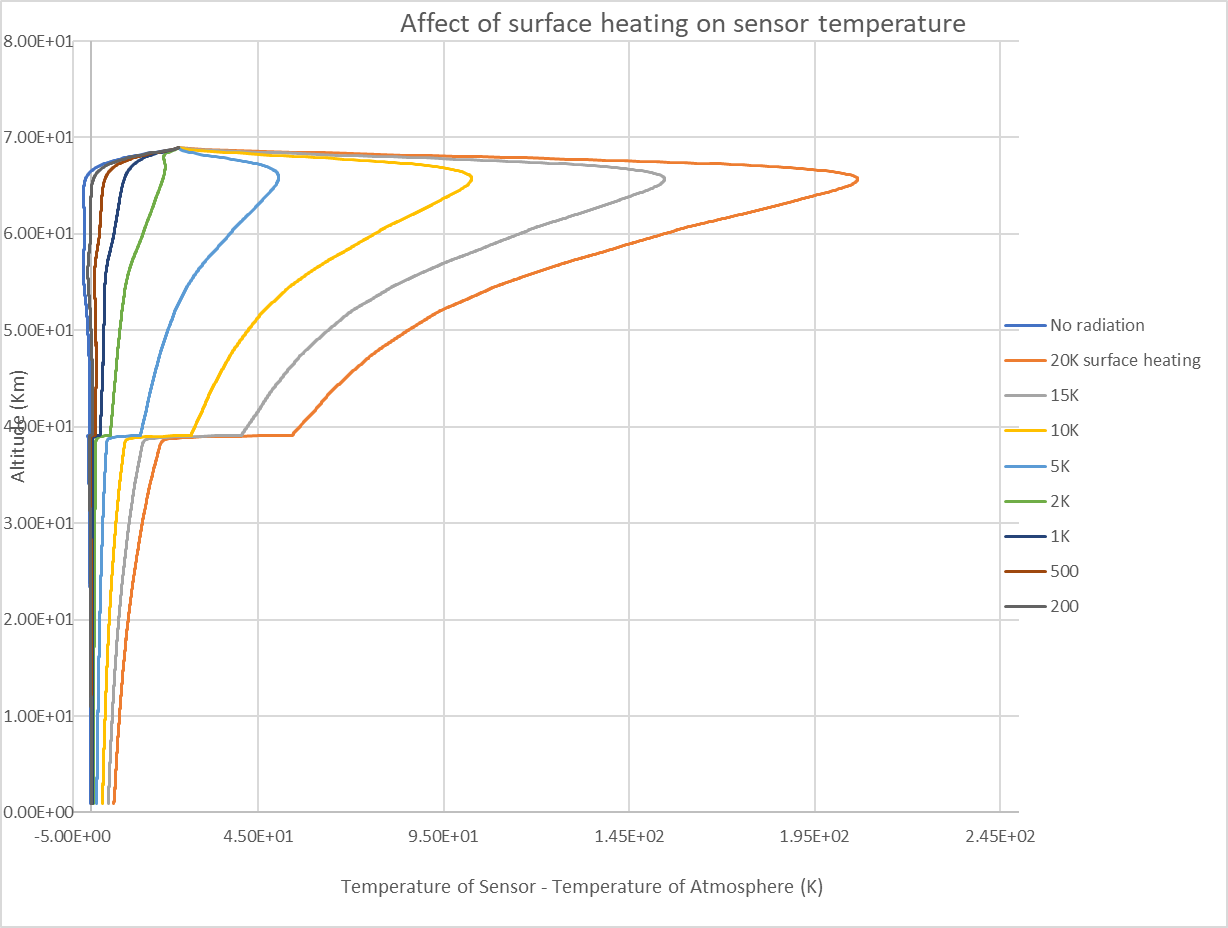 Affect of surface heating on sensor temperature
8.00E+01
7.00E+01
6.00E+01
5.00E+01
4.00E+01
3.00E+01
2.00E+01
1.00E+01
0.00E+00
Altitude (Km)
-5.00E+00 4.50E+01 9.50E+01 1.45E+02 1.95E+02 2.45E+02
Temperature of Sensor - Temperature of Atmosphere (K)
No radiation
20K surface heating
15K
10K
5K
2K
1K
500
200